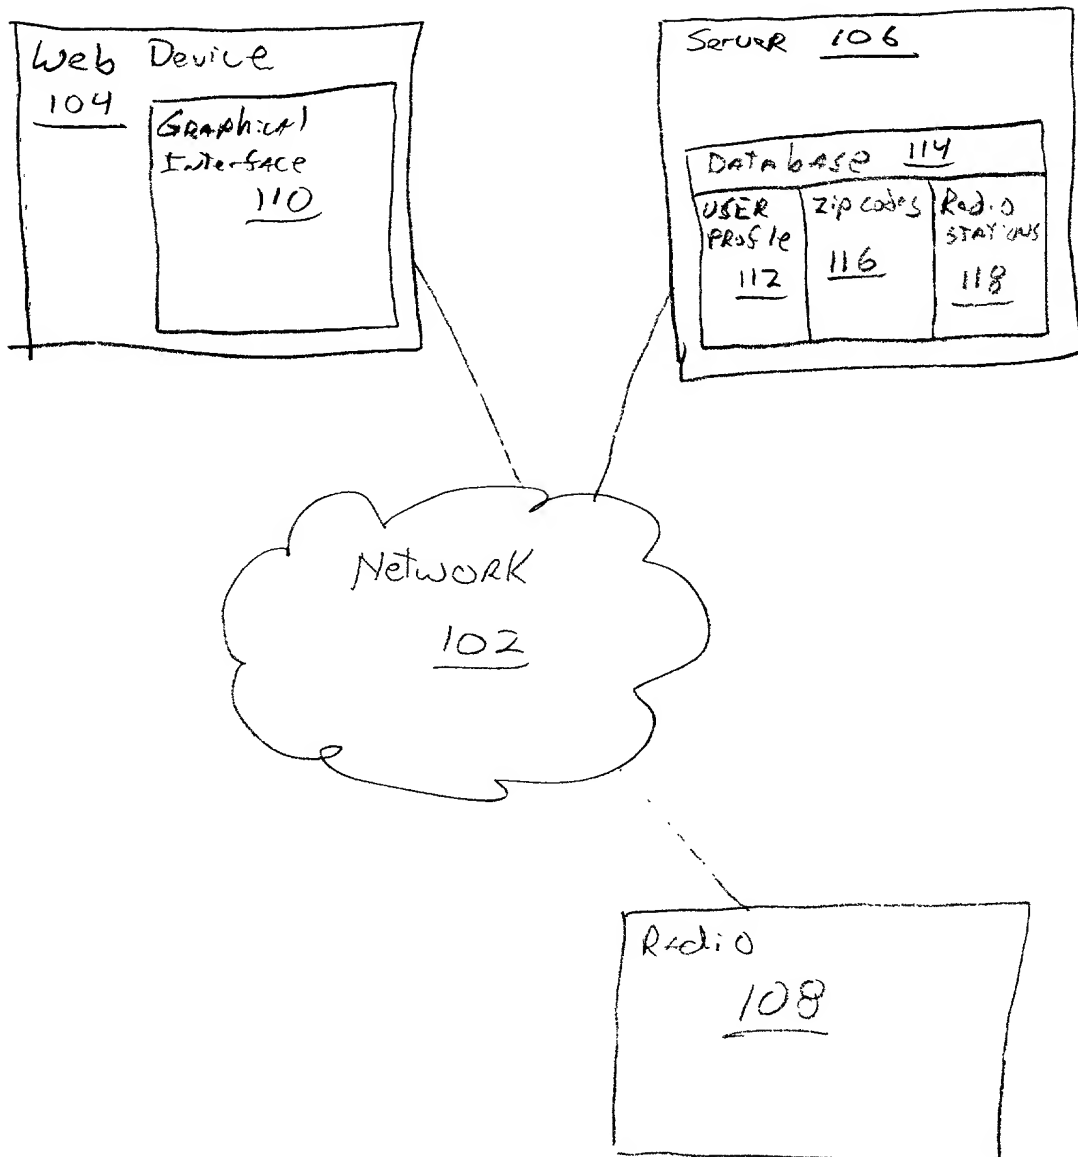 Web Device
104
Graphical
Interface
110
Server 106
Database 114
USER
PROfile
112
Zip codes
116
Radio
STATIONS
118
Network
102
Radio
108